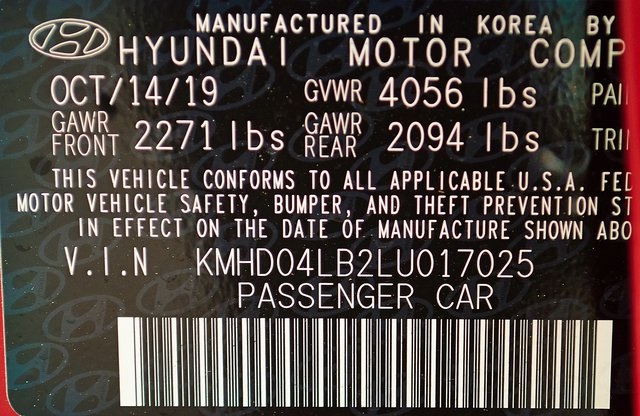 MANUFACTURED IN KOREA BY
HYUNDAI MOTOR COMP
OCT/14/19 GVWR 4056 lbs PAI
GAWR FRONT 2271 lbs GAWR REAR 2094 lbs TRI
THIS VEHICLE CONFORMS TO ALL APPLICABLE U.S.A. FED
MOTOR VEHICLE SAFETY, BUMPER, AND THEFT PREVENTION ST
IN EFFECT ON THE DATE OF MANUFACTURE SHOWN ABO
V.I.N KMHD04LB2LU017025
PASSENGER CAR